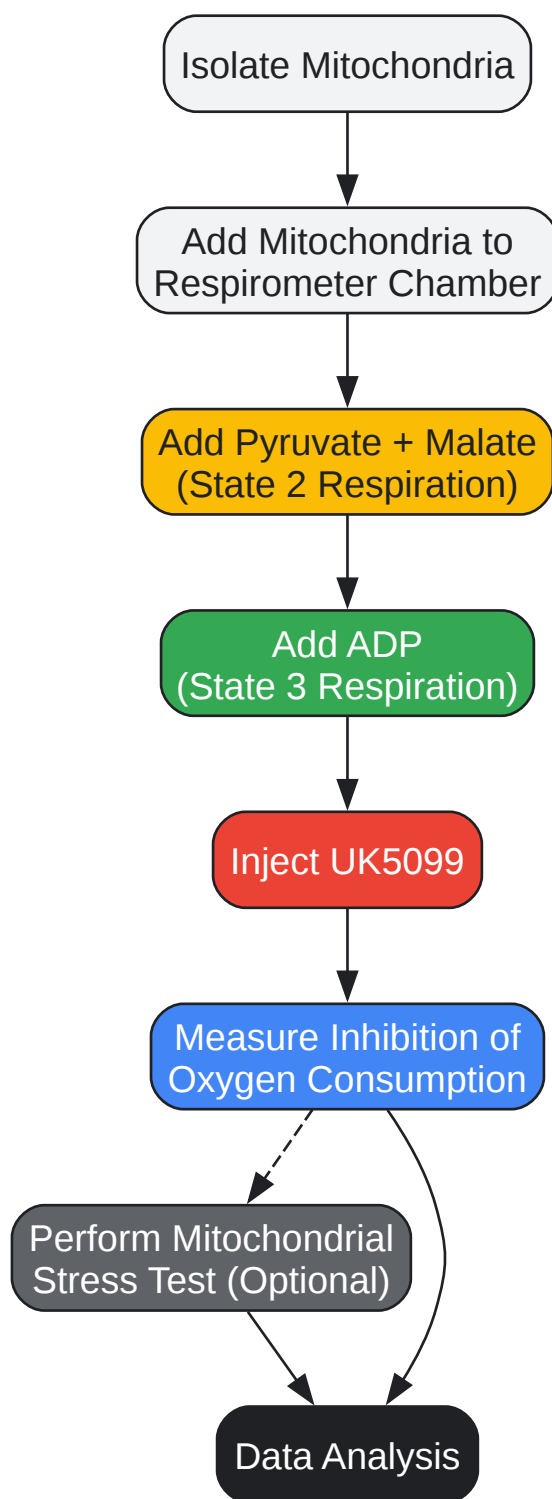 Isolate Mitochondria
Add Mitochondria to
Respirometer Chamber
Add Pyruvate + Malate
(State 2 Respiration)
Add ADP
(State 3 Respiration)
Inject UK5099
Measure Inhibition of
Oxygen Consumption
Perform Mitochondrial
Stress Test (Optional)
Data Analysis